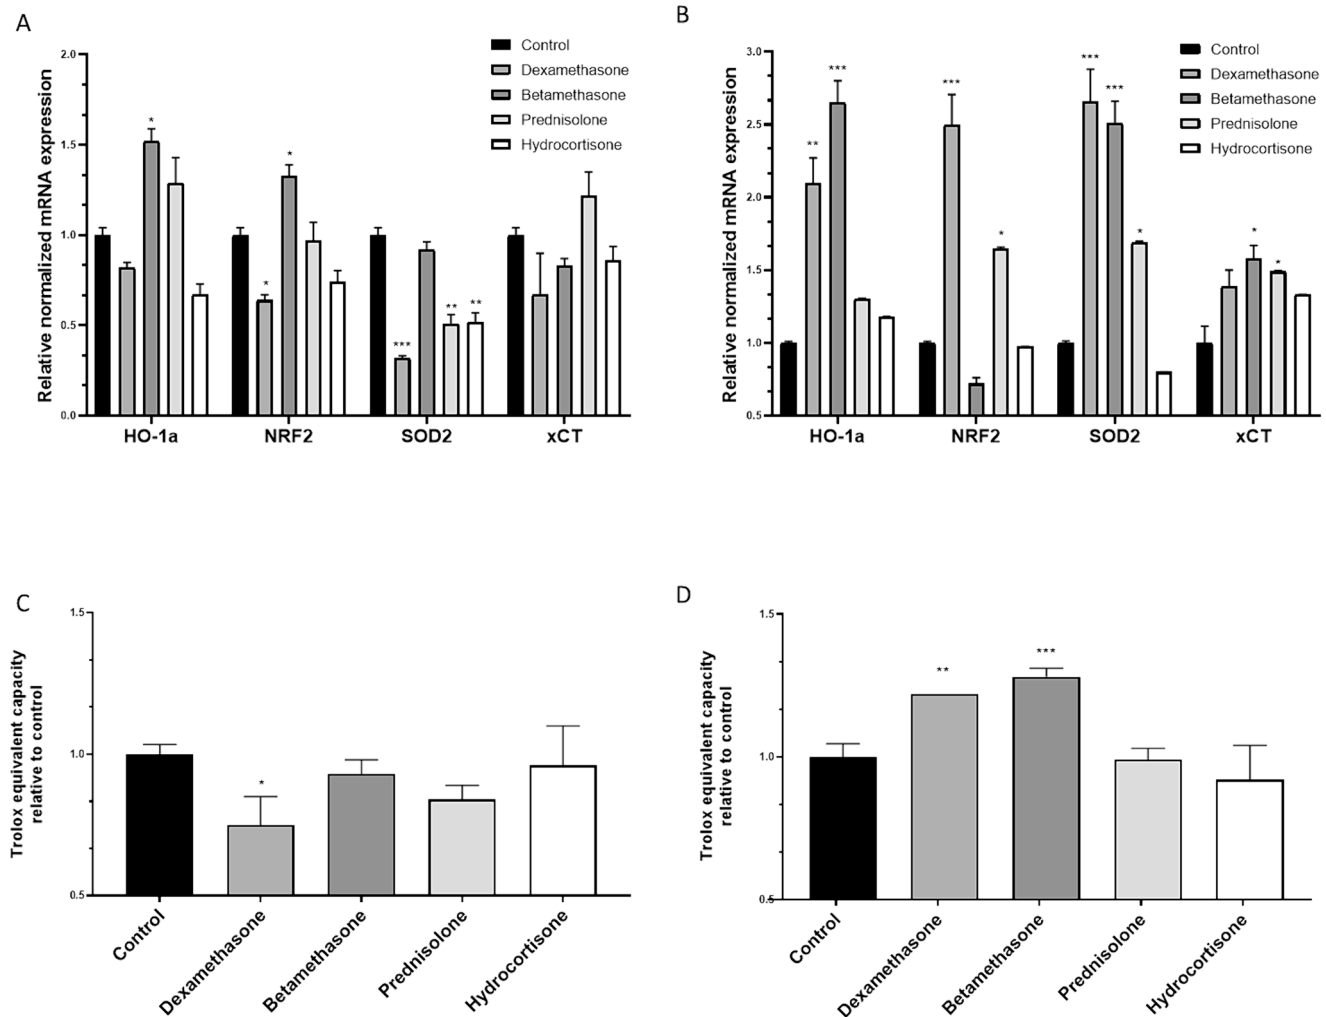 A
Relative normalized mRNA expression
2.0
1.5
1.0
0.5
0.0
Control
Dexamethasone
Betamethasone
Prednisolone
Hydrocortisone
*
*
*
***
**
**
HO-1a NRF2 SOD2 xCT
B
Relative normalized mRNA expression
3.0
2.5
2.0
1.5
1.0
0.5
Control
Dexamethasone
Betamethasone
Prednisolone
Hydrocortisone
**
***
***
*
***
***
*
*
*
HO-1a NRF2 SOD2 xCT
C
Trolox equivalent capacity
relative to control
1.5
1.0
0.5
*
Control
Dexamethasone
Betamethasone
Prednisolone
Hydrocortisone
D
Trolox equivalent capacity
relative to control
1.5
1.0
0.5
**
***
Control
Dexamethasone
Betamethasone
Prednisolone
Hydrocortisone